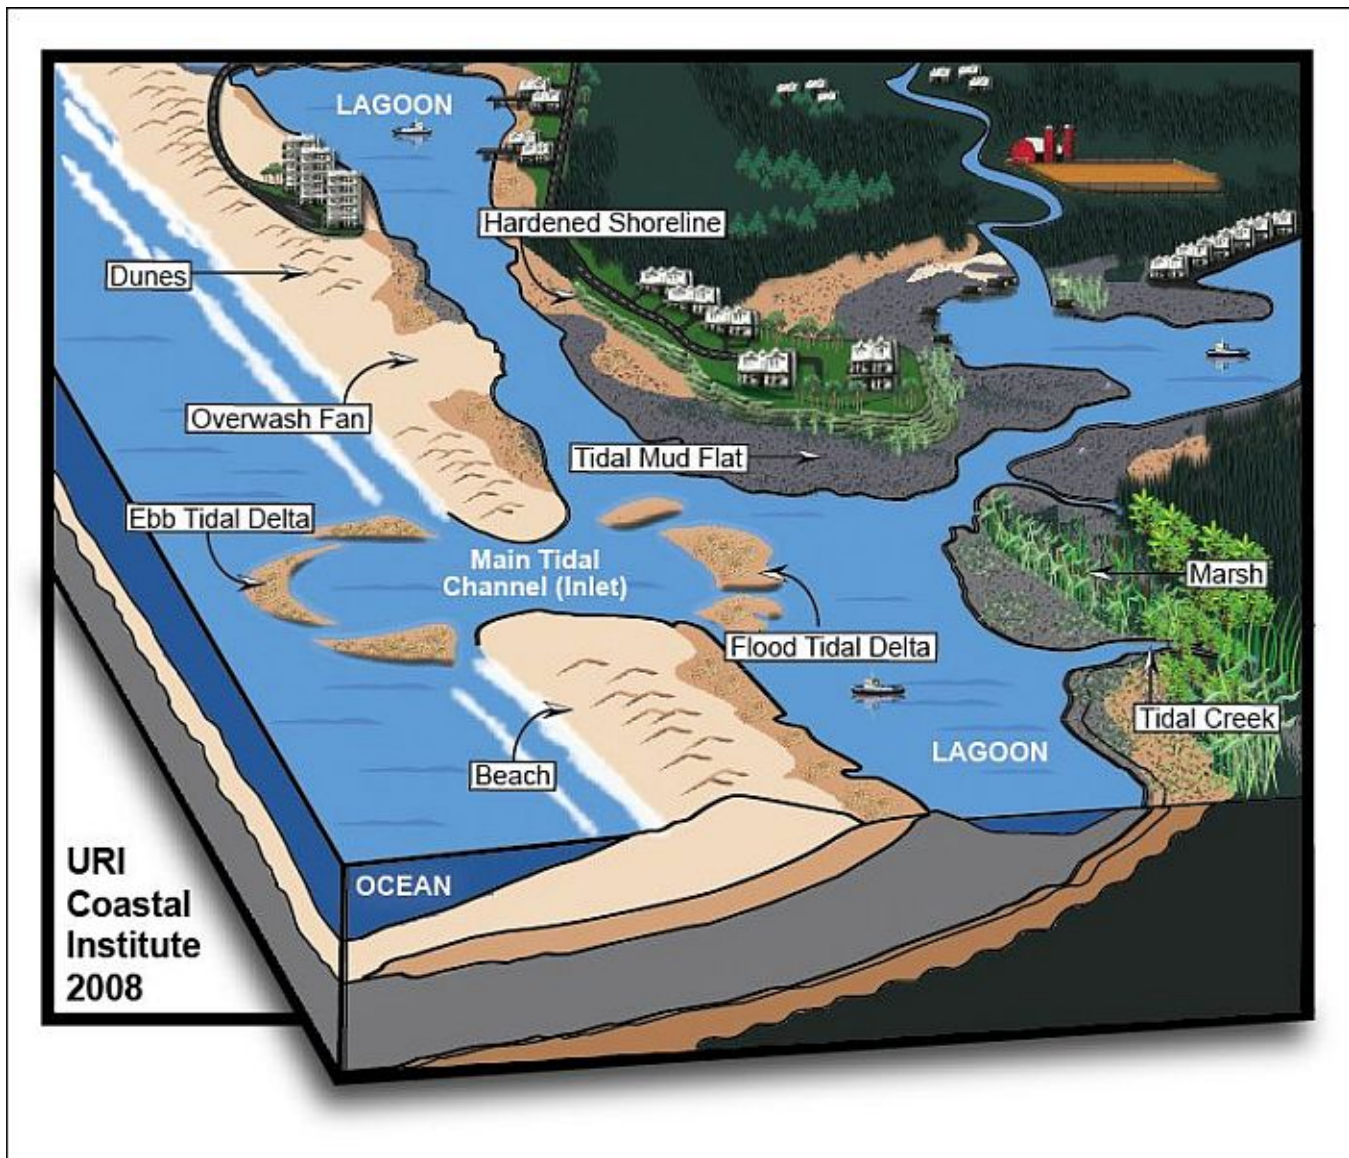 LAGOON
Hardened Shoreline
Dunes
Overwash Fan
Tidal Mud Flat
Ebb Tidal Delta
Main Tidal
Channel (Inlet)
Marsh
Flood Tidal Delta
Tidal Creek
Beach
LAGOON
OCEAN
URI
Coastal
Institute
2008